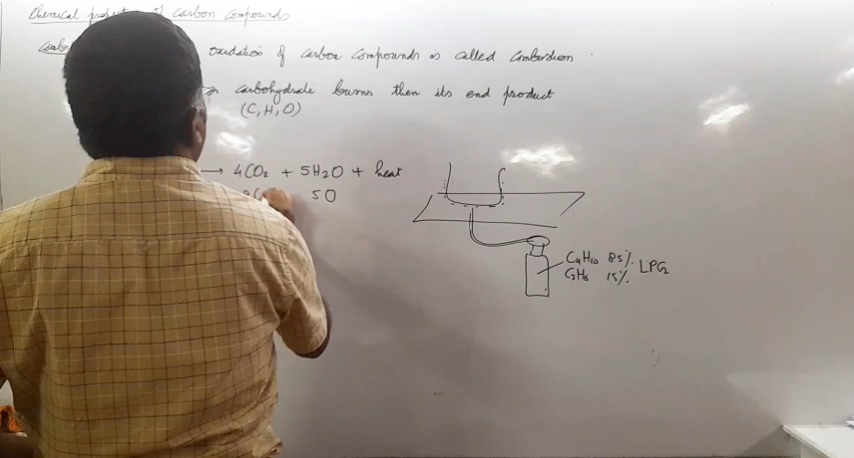 Chemical of Carbon Compounds
oxidation of carbon compounds is called Combustion
carbohydrate burns then its end product
(C, H, O)
→ 4CO₂ + 5H₂O + heat
50
C₄H₁₀ 85%
15%
LPG